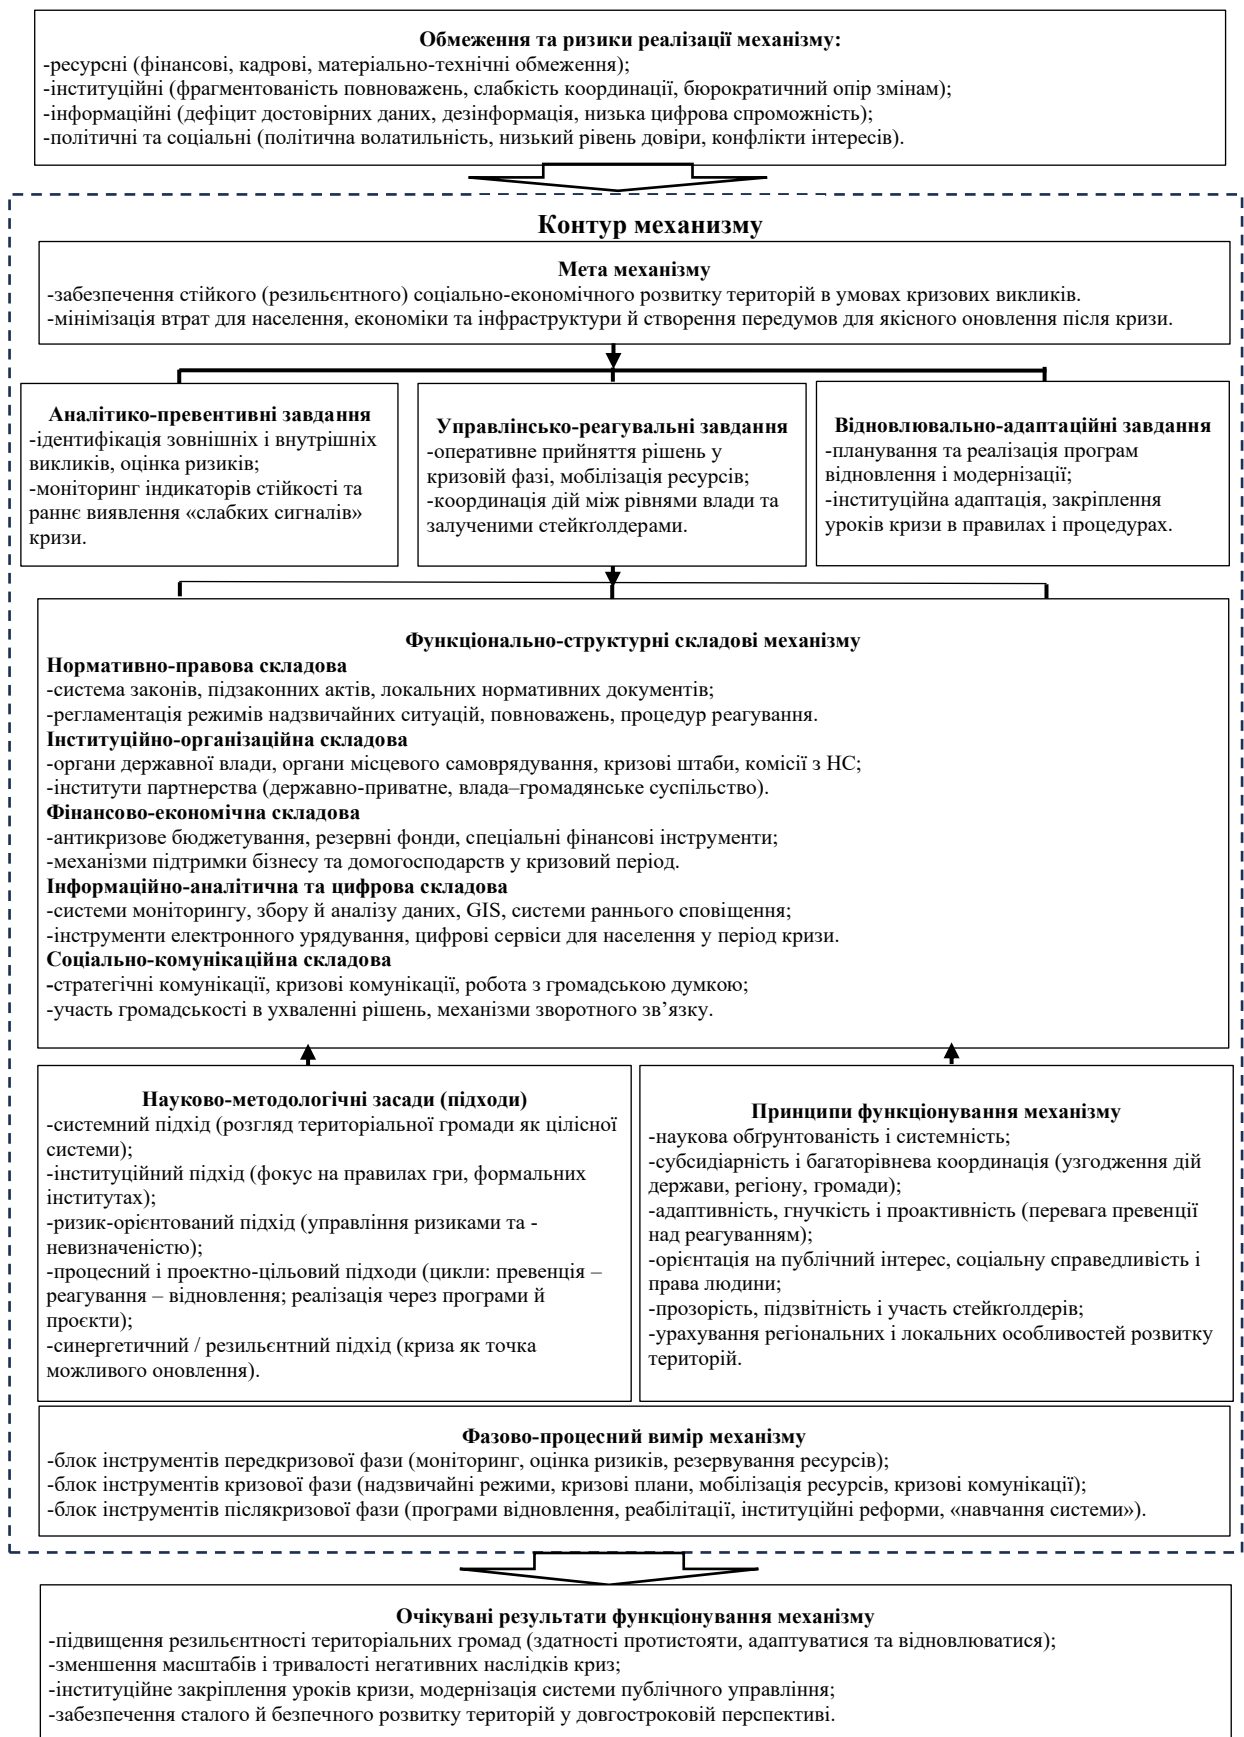 Обмеження та ризики реалізації механізму:
-ресурсні (фінансові, кадрові, матеріально-технічні обмеження);
-інституційні (фрагментованість повноважень, слабкість координації, бюрократичний опір змінам);
-інформаційні (дефіцит достовірних даних, дезінформація, низька цифрова спроможність);
-політичні та соціальні (політична волатильність, низький рівень довіри, конфлікти інтересів).
Контур механизму
Мета механізму
-забезпечення стійкого (резильєнтного) соціально-економічного розвитку територій в умовах кризових викликів.
-мінімізація втрат для населення, економіки та інфраструктури й створення передумов для якісного оновлення після кризи.
Аналітико-превентивні завдання
-ідентифікація зовнішніх і внутрішніх
викликів, оцінка ризиків;
-моніторинг індикаторів стійкості та
раннє виявлення «слабких сигналів»
кризи.
Управлінсько-реагувальні завдання
-оперативне прийняття рішень у
кризовій фазі, мобілізація ресурсів;
-координація дій між рівнями влади та
залученими стейкґолдерами.
Відновлювально-адаптаційні завдання
-планування та реалізація програм
відновлення і модернізації;
-інституційна адаптація, закріплення
уроків кризи в правилах і процедурах.
Функціонально-структурні складові механізму
Нормативно-правова складова
-система законів, підзаконних актів, локальних нормативних документів;
-регламентація режимів надзвичайних ситуацій, повноважень, процедур реагування.
Інституційно-організаційна складова
-органи державної влади, органи місцевого самоврядування, кризові штаби, комісії з НС;
-інститути партнерства (державно-приватне, влада–громадянське суспільство).
Фінансово-економічна складова
-антикризове бюджетування, резервні фонди, спеціальні фінансові інструменти;
-механізми підтримки бізнесу та домогосподарств у кризовий період.
Інформаційно-аналітична та цифрова складова
-системи моніторингу, збору й аналізу даних, GIS, системи раннього сповіщення;
-інструменти електронного урядування, цифрові сервіси для населення у період кризи.
Соціально-комунікаційна складова
-стратегічні комунікації, кризові комунікації, робота з громадською думкою;
-участь громадськості в ухваленні рішень, механізми зворотного зв’язку.
Науково-методологічні засади (підходи)
-системний підхід (розгляд територіальної громади як цілісної
системи);
-інституційний підхід (фокус на правилах гри, формальних
інститутах);
-ризик-орієнтований підхід (управління ризиками та -
невизначеністю);
-процесний і проектно-цільовий підходи (цикли: превенція –
реагування – відновлення; реалізація через програми й
проєкти);
-синергетичний / резильєнтний підхід (криза як точка
можливого оновлення).
Принципи функціонування механізму
-наукова обґрунтованість і системність;
-субсидіарність і багаторівнева координація (узгодження дій
держави, регіону, громади);
-адаптивність, гнучкість і проактивність (перевага превенції
над реагуванням);
-орієнтація на публічний інтерес, соціальну справедливість і
права людини;
-прозорість, підзвітність і участь стейкґолдерів;
-урахування регіональних і локальних особливостей розвитку
територій.
Фазово-процесний вимір механізму
-блок інструментів передкризової фази (моніторинг, оцінка ризиків, резервування ресурсів);
-блок інструментів кризової фази (надзвичайні режими, кризові плани, мобілізація ресурсів, кризові комунікації);
-блок інструментів післякризової фази (програми відновлення, реабілітації, інституційні реформи, «навчання системи»).
Очікувані результати функціонування механізму
-підвищення резильєнтності територіальних громад (здатності протистояти, адаптуватися та відновлюватися);
-зменшення масштабів і тривалості негативних наслідків криз;
-інституційне закріплення уроків кризи, модернізація системи публічного управління;
-забезпечення сталого й безпечного розвитку територій у довгостроковій перспективі.